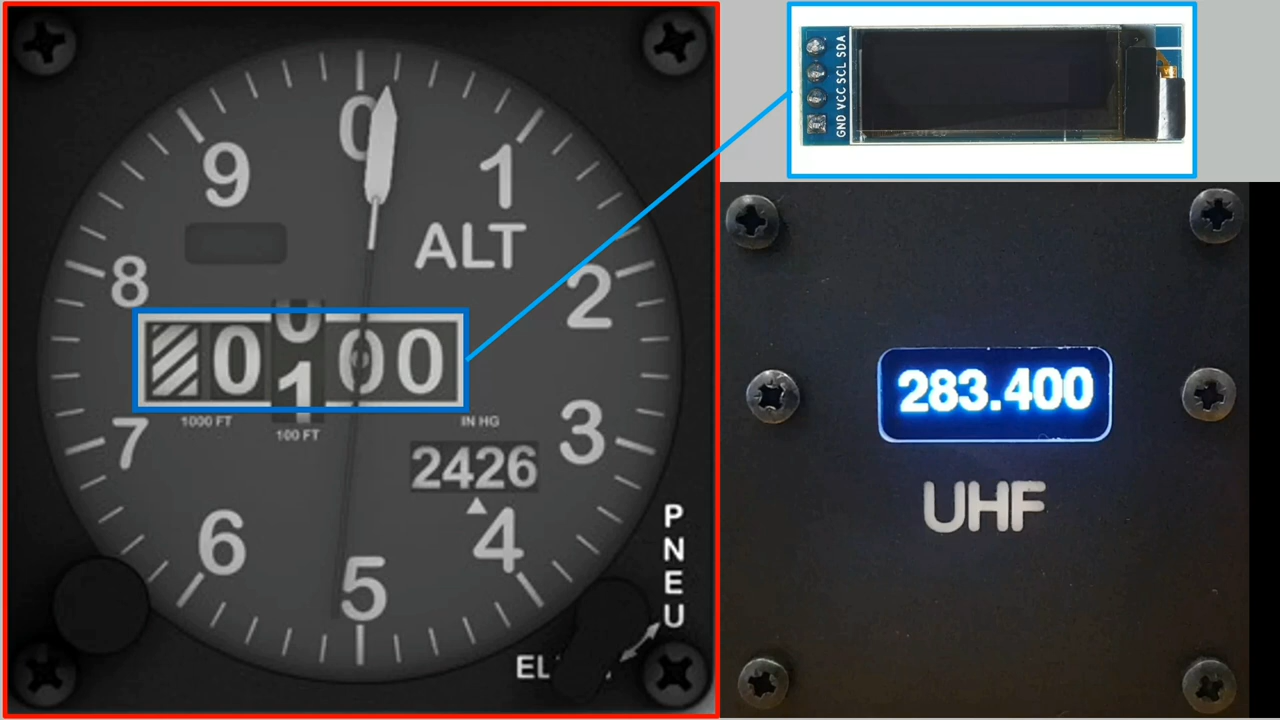 0
9
1
ALT
8
2
0
0 1 00
1000 FT
100 FT
IN HG
7
3
2426
6
4
5
P
N
E
U
EL
GND VCC SCL SDA
283.400
UHF